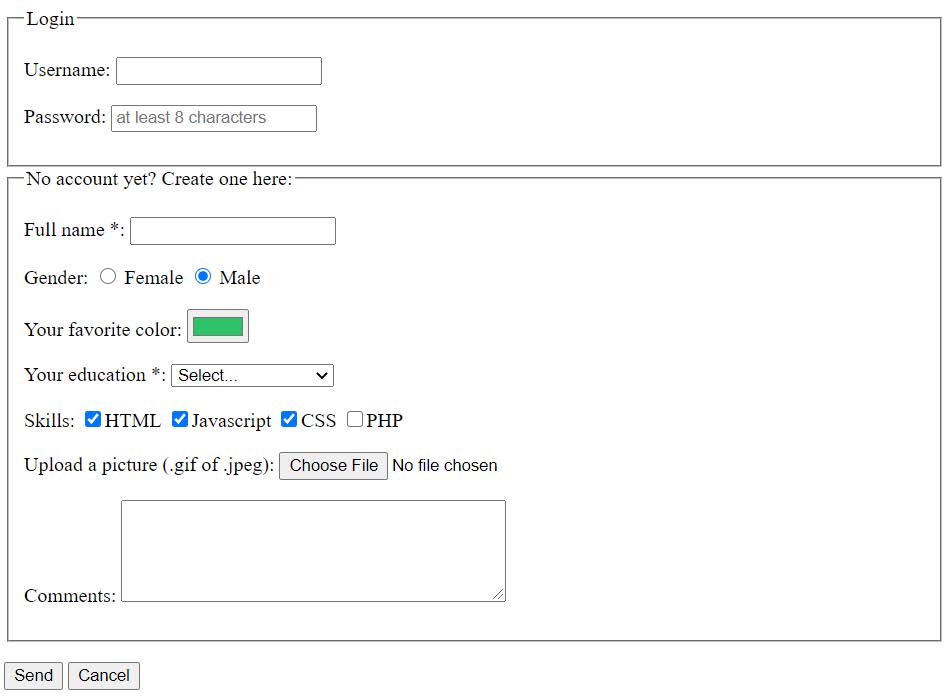 Login
Username:
Password: at least 8 characters
No account yet? Create one here:
Full name *:
Gender: Female Male
Your favorite color:
Your education *: Select...
Skills: HTML Javascript CSS PHP
Upload a picture (.gif of .jpeg): Choose File No file chosen
Comments:
Send Cancel